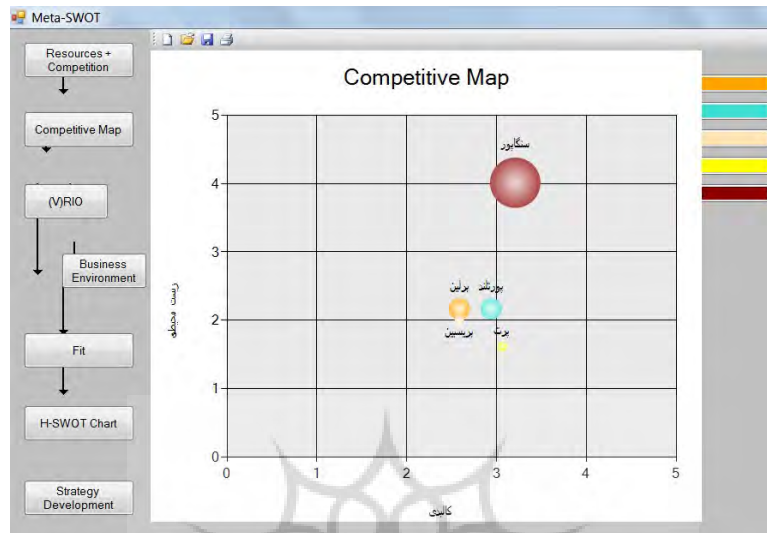 Meta-SWOT
Resources +
Competition
Competitive Map
(V)RIO
Business
Environment
Fit
H-SWOT Chart
Strategy
Development
Competitive Map
5
4
3
2
1
0
سنگاپور
برلین
پورتلند
بریسبین
پرت
زیست محیطی
0
1
2
3
4
5
کالبدی